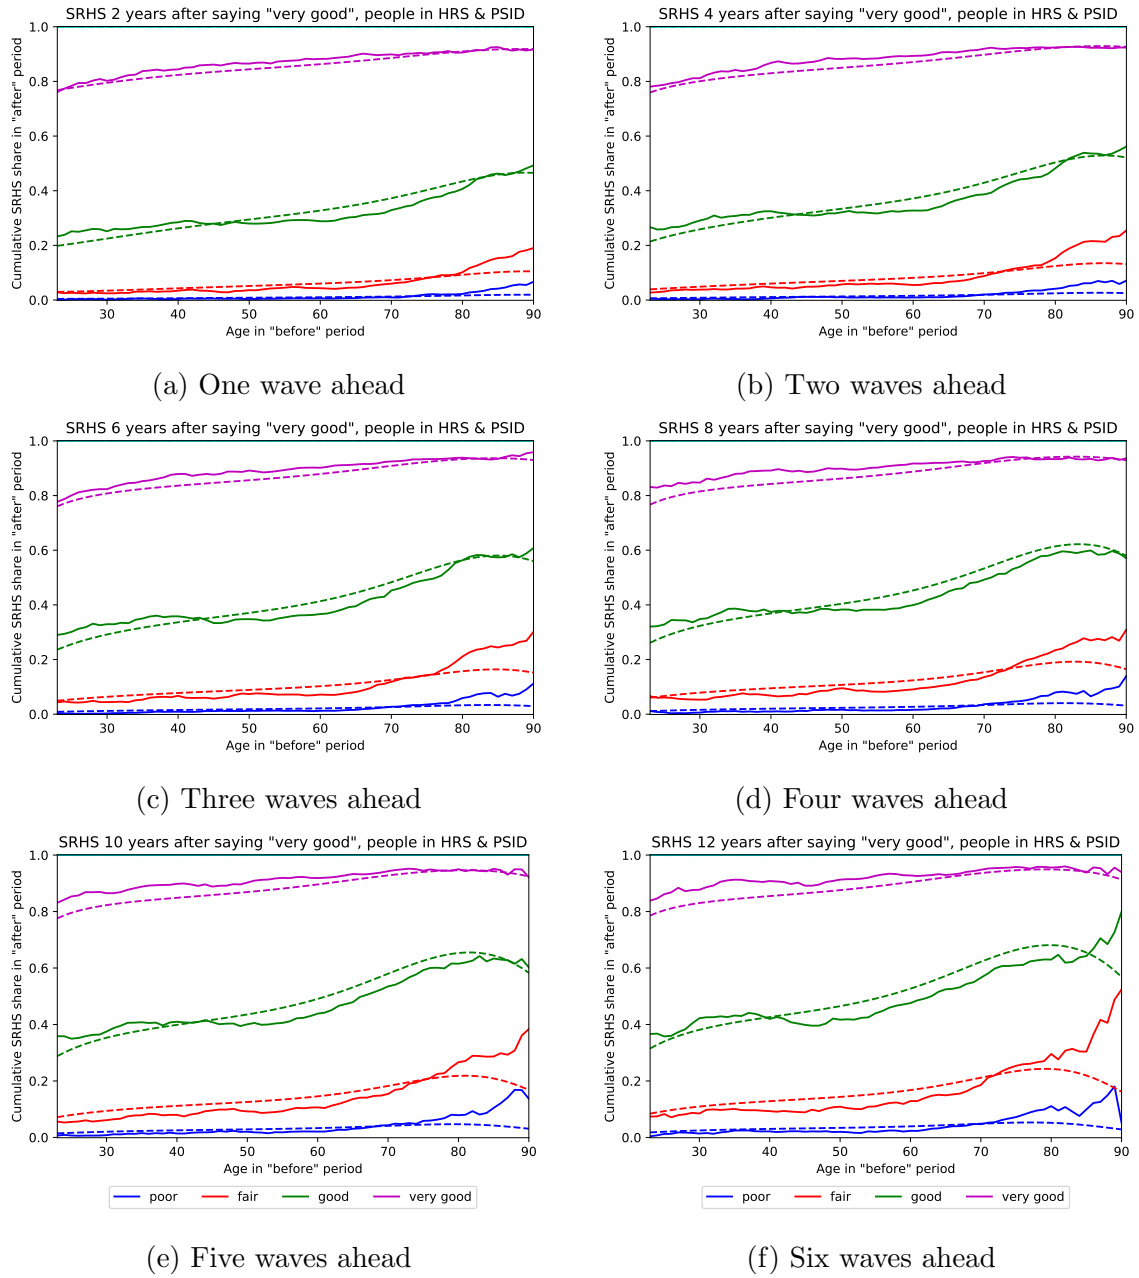 SRHS 2 years after saying "very good", people in HRS & PSID
Cumulative SRHS share in "after" period
1.0
0.8
0.6
0.4
0.2
0.0
30 40 50 60 70 80 90
Age in "before" period
(a) One wave ahead
SRHS 4 years after saying "very good", people in HRS & PSID
Cumulative SRHS share in "after" period
1.0
0.8
0.6
0.4
0.2
0.0
30 40 50 60 70 80 90
Age in "before" period
(b) Two waves ahead
SRHS 6 years after saying "very good", people in HRS & PSID
Cumulative SRHS share in "after" period
1.0
0.8
0.6
0.4
0.2
0.0
30 40 50 60 70 80 90
Age in "before" period
(c) Three waves ahead
SRHS 8 years after saying "very good", people in HRS & PSID
Cumulative SRHS share in "after" period
1.0
0.8
0.6
0.4
0.2
0.0
30 40 50 60 70 80 90
Age in "before" period
(d) Four waves ahead
SRHS 10 years after saying "very good", people in HRS & PSID
Cumulative SRHS share in "after" period
1.0
0.8
0.6
0.4
0.2
0.0
30 40 50 60 70 80 90
Age in "before" period
poor fair good very good
(e) Five waves ahead
SRHS 12 years after saying "very good", people in HRS & PSID
Cumulative SRHS share in "after" period
1.0
0.8
0.6
0.4
0.2
0.0
30 40 50 60 70 80 90
Age in "before" period
poor fair good very good
(f) Six waves ahead